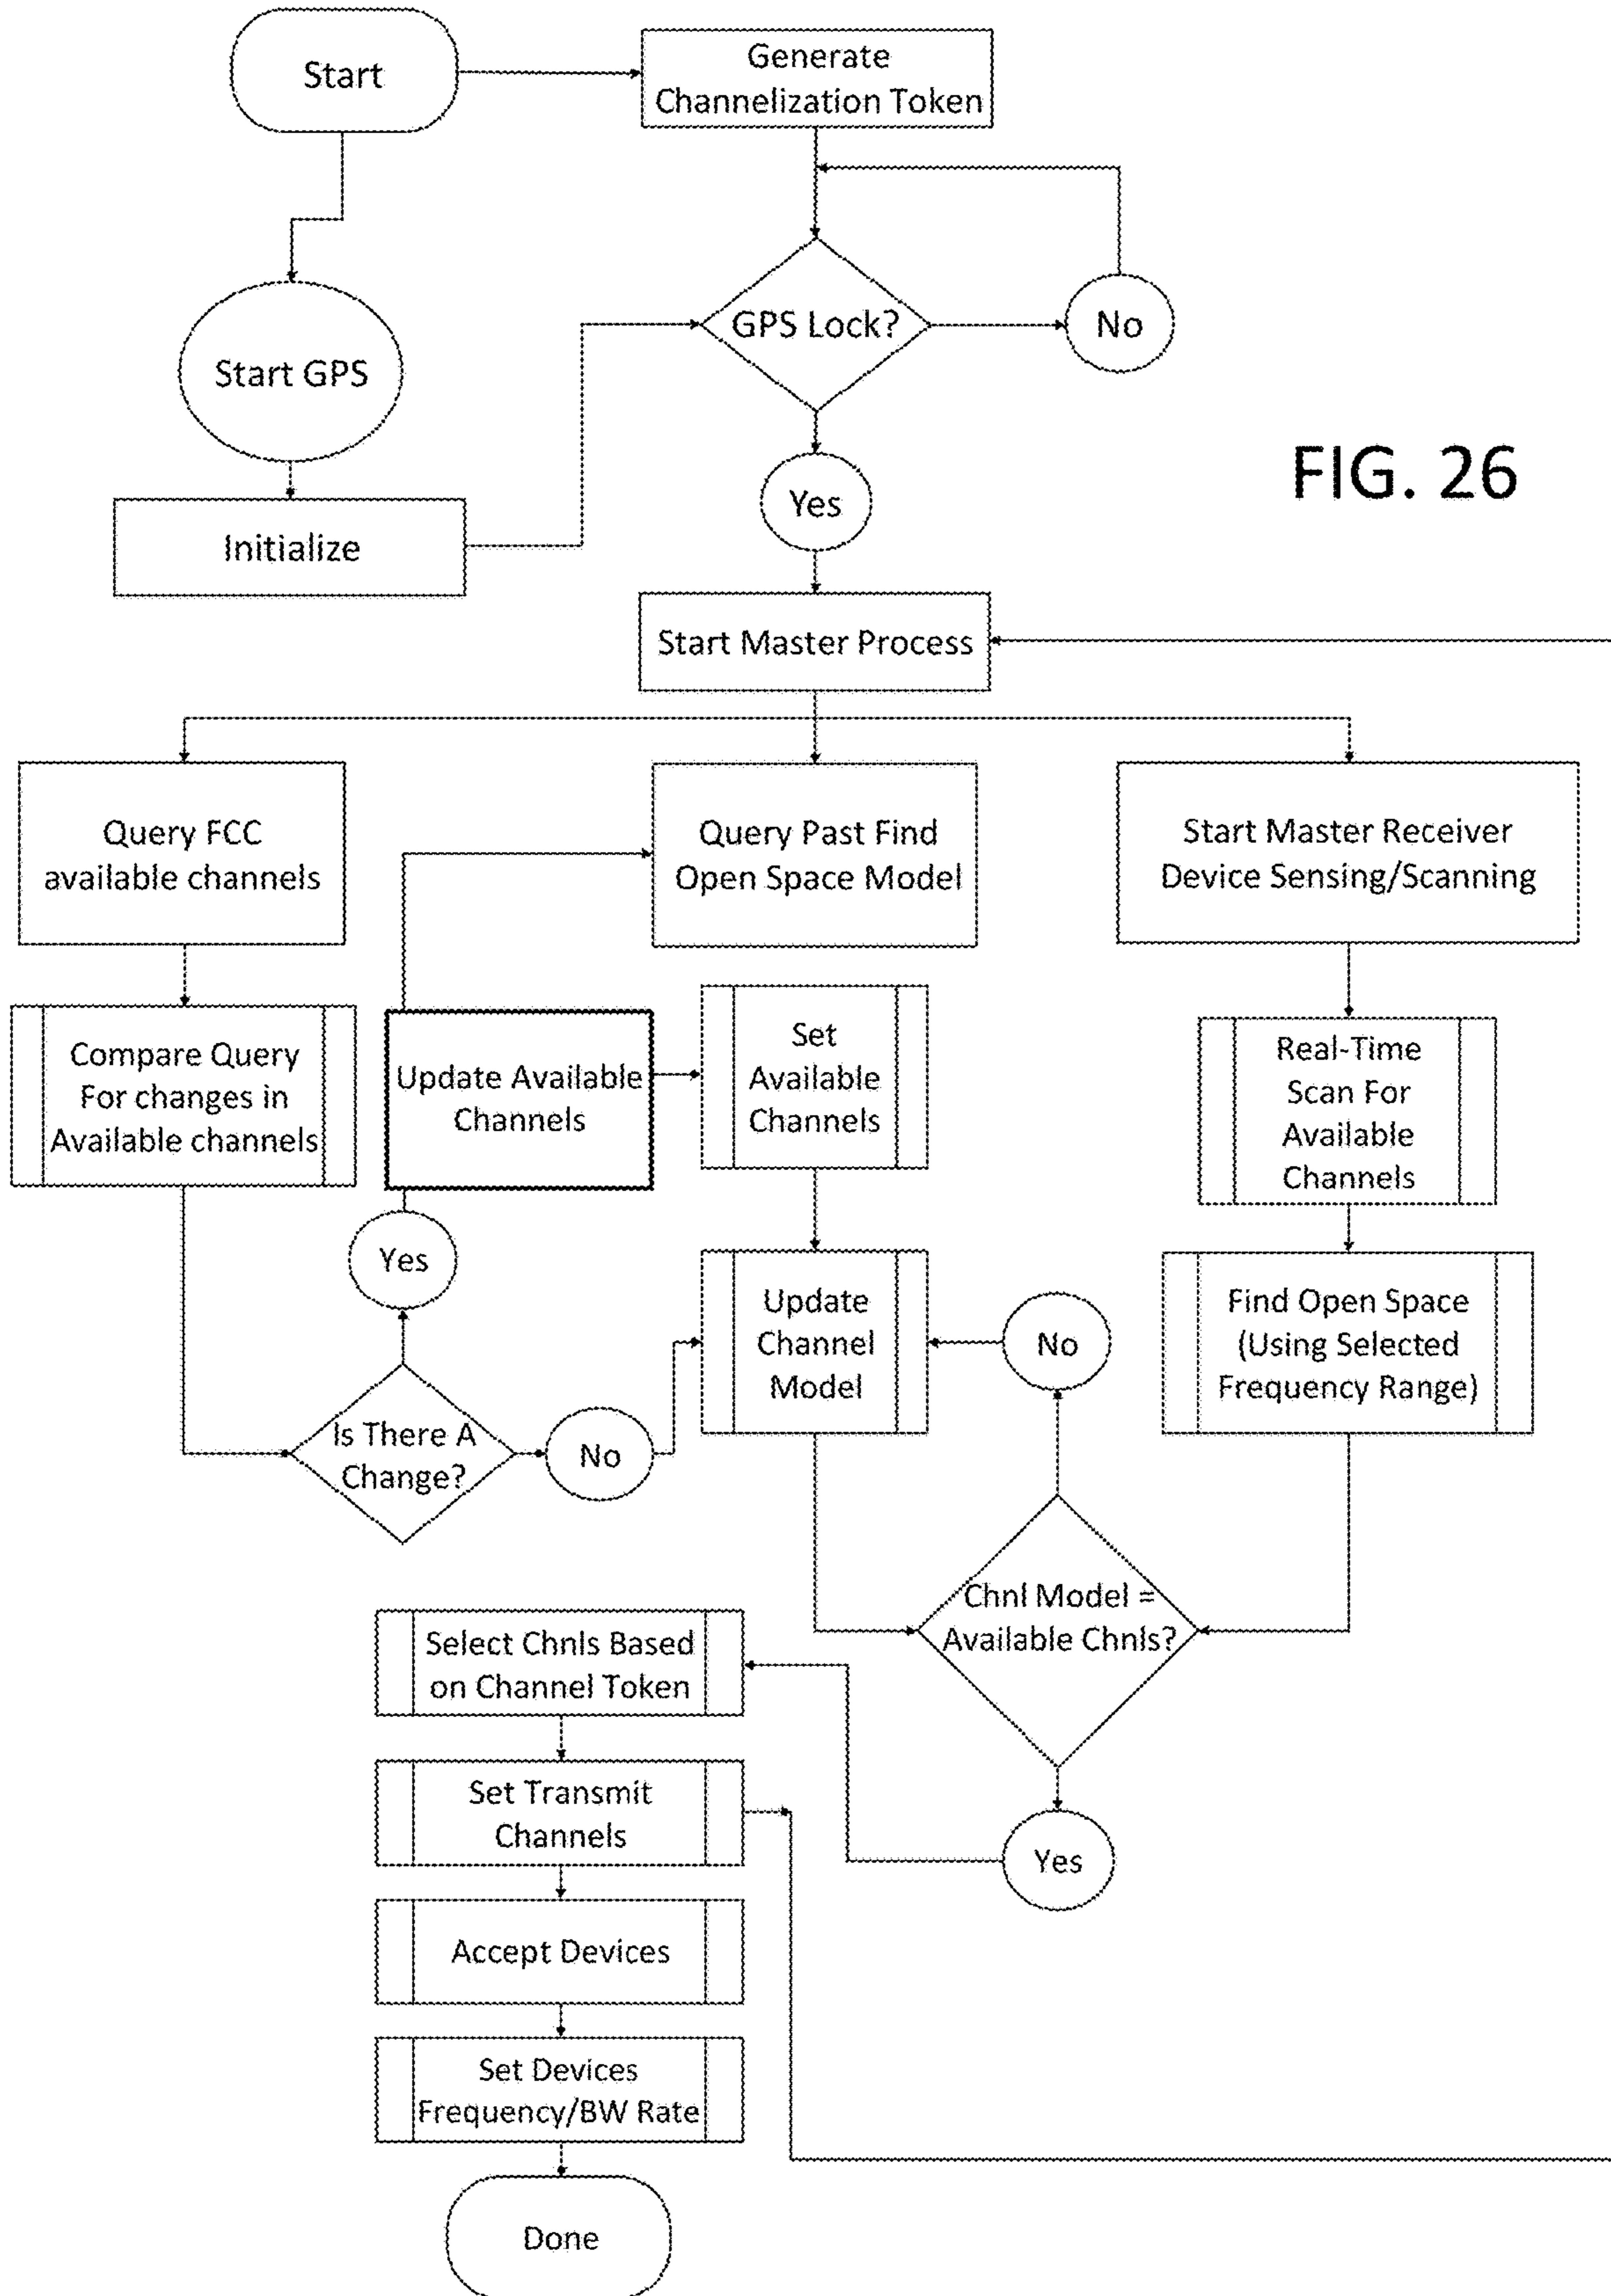 Start
Generate
Channelization Token
GPS Lock?
No
Start GPS
FIG. 26
Yes
Initialize
Start Master Process
Query FCC
available channels
Query Past Find
Open Space Model
Start Master Receiver
Device Sensing/Scanning
Compare Query
For changes in
Available channels
Update Available
Channels
Set
Available
Channels
Real-Time
Scan For
Available
Channels
Yes
Update
Channel
Model
No
Find Open Space
(Using Selected
Frequency Range)
Is There A
Change?
No
Chnl Model =
Available Chnls?
Select Chnls Based
on Channel Token
Set Transmit
Channels
Yes
Accept Devices
Set Devices
Frequency/BW Rate
Done